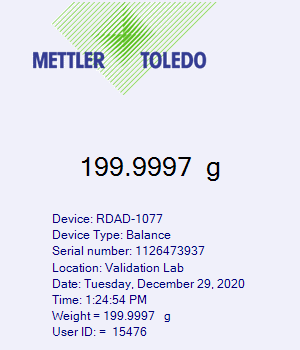 METTLER TOLEDO
199.9997 g
Device: RDAD-1077
Device Type: Balance
Serial number: 1126473937
Location: Validation Lab
Date: Tuesday, December 29, 2020
Time: 1:24:54 PM
Weight = 199.9997 g
User ID: = 15476